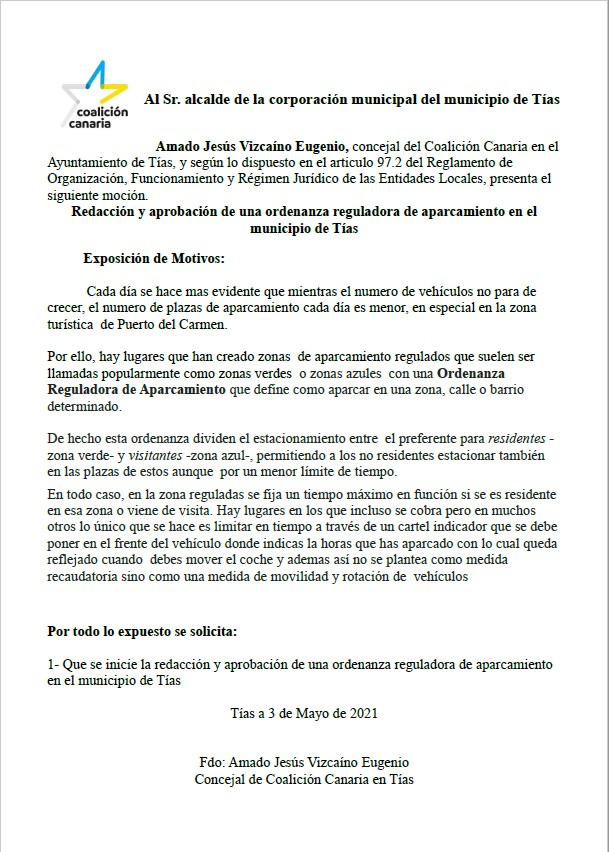 coalición
canaria
Al Sr. alcalde de la corporación municipal del municipio de Tías
Amado Jesús Vizcaíno Eugenio, concejal del Coalición Canaria en el
Ayuntamiento de Tías, y según lo dispuesto en el articulo 97.2 del Reglamento de
Organización, Funcionamiento y Régimen Jurídico de las Entidades Locales, presenta el
siguiente moción.
Redacción y aprobación de una ordenanza reguladora de aparcamiento en el
municipio de Tías
Exposición de Motivos:
Cada día se hace mas evidente que mientras el numero de vehículos no para de
crecer, el numero de plazas de aparcamiento cada día es menor, en especial en la zona
turística de Puerto del Carmen.
Por ello, hay lugares que han creado zonas de aparcamiento regulados que suelen ser
llamadas popularmente como zonas verdes o zonas azules con una Ordenanza
Reguladora de Aparcamiento que define como aparcar en una zona, calle o barrio
determinado.
De hecho esta ordenanza dividen el estacionamiento entre el preferente para residentes -
zona verde- y visitantes -zona azul-, permitiendo a los no residentes estacionar también
en las plazas de estos aunque por un menor límite de tiempo.
En todo caso, en la zona reguladas se fija un tiempo máximo en función si se es residente
en esa zona o viene de visita. Hay lugares en los que incluso se cobra pero en muchos
otros lo único que se hace es limitar en tiempo a través de un cartel indicador que se debe
poner en el frente del vehículo donde indicas la horas que has aparcado con lo cual queda
reflejado cuando debes mover el coche y ademas así no se plantea como medida
recaudatoria sino como una medida de movilidad y rotación de vehículos
Por todo lo expuesto se solicita:
1- Que se inicie la redacción y aprobación de una ordenanza reguladora de aparcamiento
en el municipio de Tías
Tías a 3 de Mayo de 2021
Fdo: Amado Jesús Vizcaíno Eugenio
Concejal de Coalición Canaria en Tías